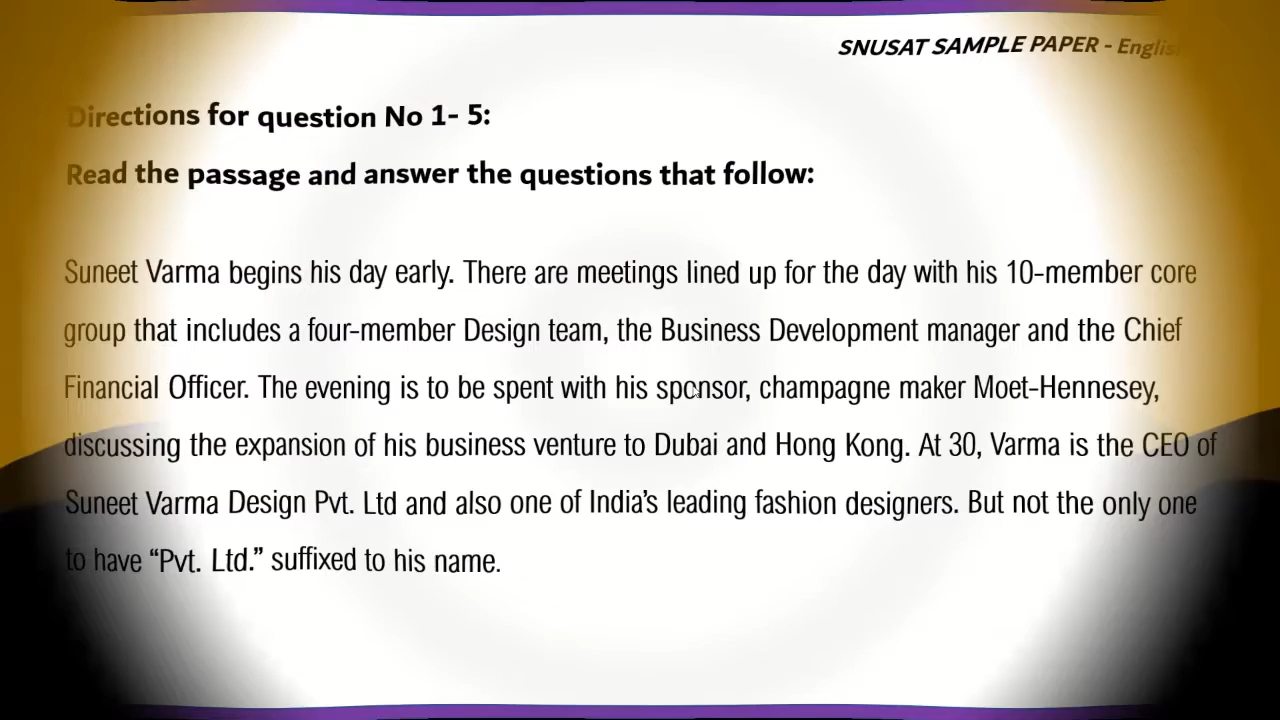 SNUSAT SAMPLE PAPER - English
Directions for question No 1- 5:
Read the passage and answer the questions that follow:
Suneet Varma begins his day early. There are meetings lined up for the day with his 10-member core
group that includes a four-member Design team, the Business Development manager and the Chief
Financial Officer. The evening is to be spent with his sponsor, champagne maker Moet-Hennesey,
discussing the expansion of his business venture to Dubai and Hong Kong. At 30, Varma is the CEO of
Suneet Varma Design Pvt. Ltd and also one of India’s leading fashion designers. But not the only one
to have “Pvt. Ltd.” suffixed to his name.